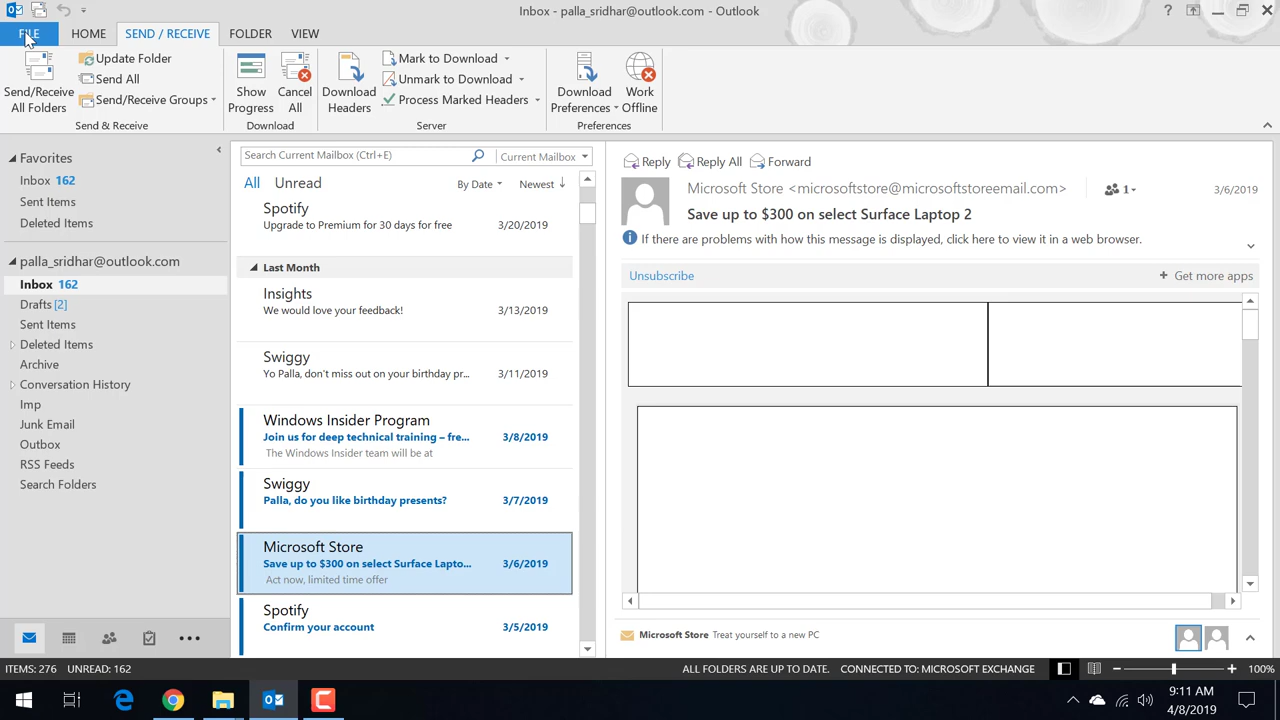 Inbox - palla_sridhar@outlook.com - Outlook
FILE
HOME
SEND / RECEIVE
FOLDER
VIEW
Send/Receive
All Folders
Update Folder
Send All
Send/Receive Groups
Send & Receive
Show
Progress
Cancel
All
Download
Download
Headers
Mark to Download
Unmark to Download
Process Marked Headers
Server
Download
Preferences
Work
Offline
Preferences
Favorites
Inbox 162
Sent Items
Deleted Items
palla_sridhar@outlook.com
Inbox 162
Drafts [2]
Sent Items
Deleted Items
Archive
Conversation History
Imp
Junk Email
Outbox
RSS Feeds
Search Folders
Search Current Mailbox (Ctrl+E)
Current Mailbox
All
Unread
By Date
Newest
Spotify
Upgrade to Premium for 30 days for free 3/20/2019
Last Month
Insights
We would love your feedback! 3/13/2019
Swiggy
Yo Palla, don't miss out on your birthday pr... 3/11/2019
Windows Insider Program
Join us for deep technical training – fre... 3/8/2019
The Windows Insider team will be at
Swiggy
Palla, do you like birthday presents? 3/7/2019
Microsoft Store
Save up to $300 on select Surface Lapto... 3/6/2019
Act now, limited time offer
Spotify
Confirm your account 3/5/2019
Reply
Reply All
Forward
Microsoft Store <microsoftstore@microsoftstoreemail.com>
1
3/6/2019
Save up to $300 on select Surface Laptop 2
If there are problems with how this message is displayed, click here to view it in a web browser.
Unsubscribe
+ Get more apps
Microsoft Store Treat yourself to a new PC
ITEMS: 276 UNREAD: 162
ALL FOLDERS ARE UP TO DATE. CONNECTED TO: MICROSOFT EXCHANGE
100%
9:11 AM
4/8/2019